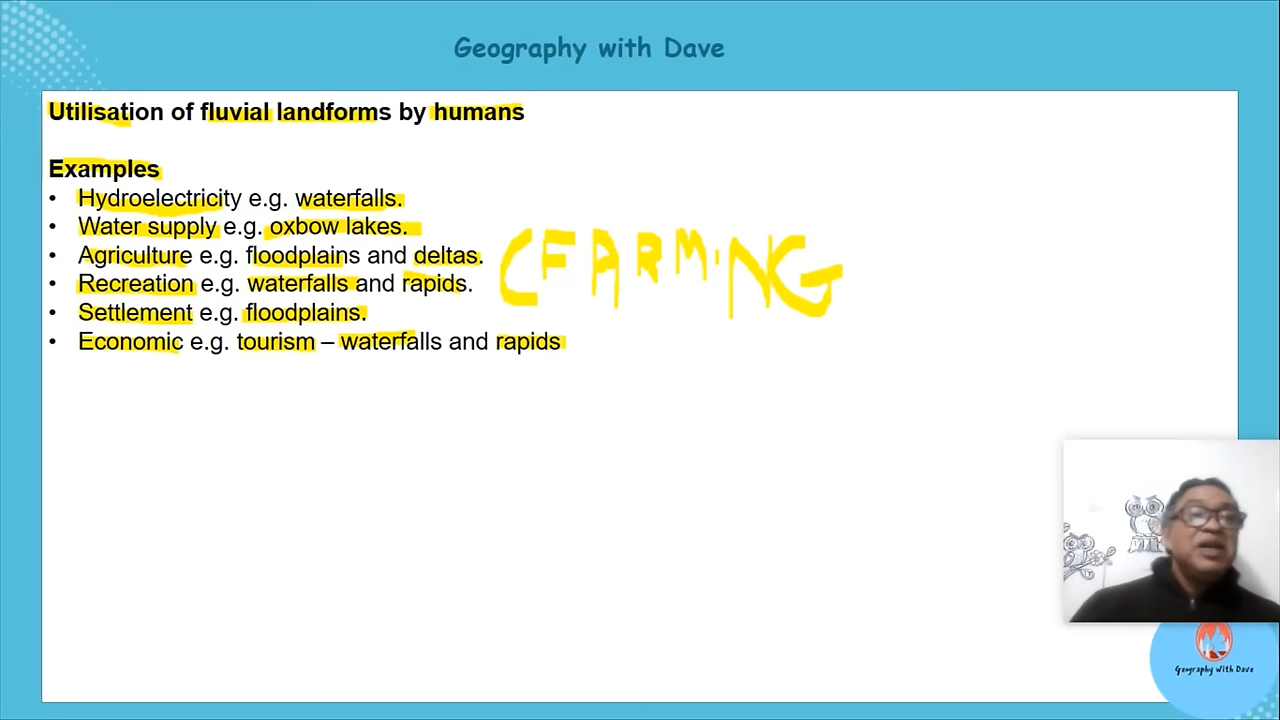 Geography with Dave
Utilisation of fluvial landforms by humans
Examples
• Hydroelectricity e.g. waterfalls.
• Water supply e.g. oxbow lakes.
• Agriculture e.g. floodplains and deltas.
CFARMING
• Recreation e.g. waterfalls and rapids.
• Settlement e.g. floodplains.
• Economic e.g. tourism – waterfalls and rapids
Geography with Dave